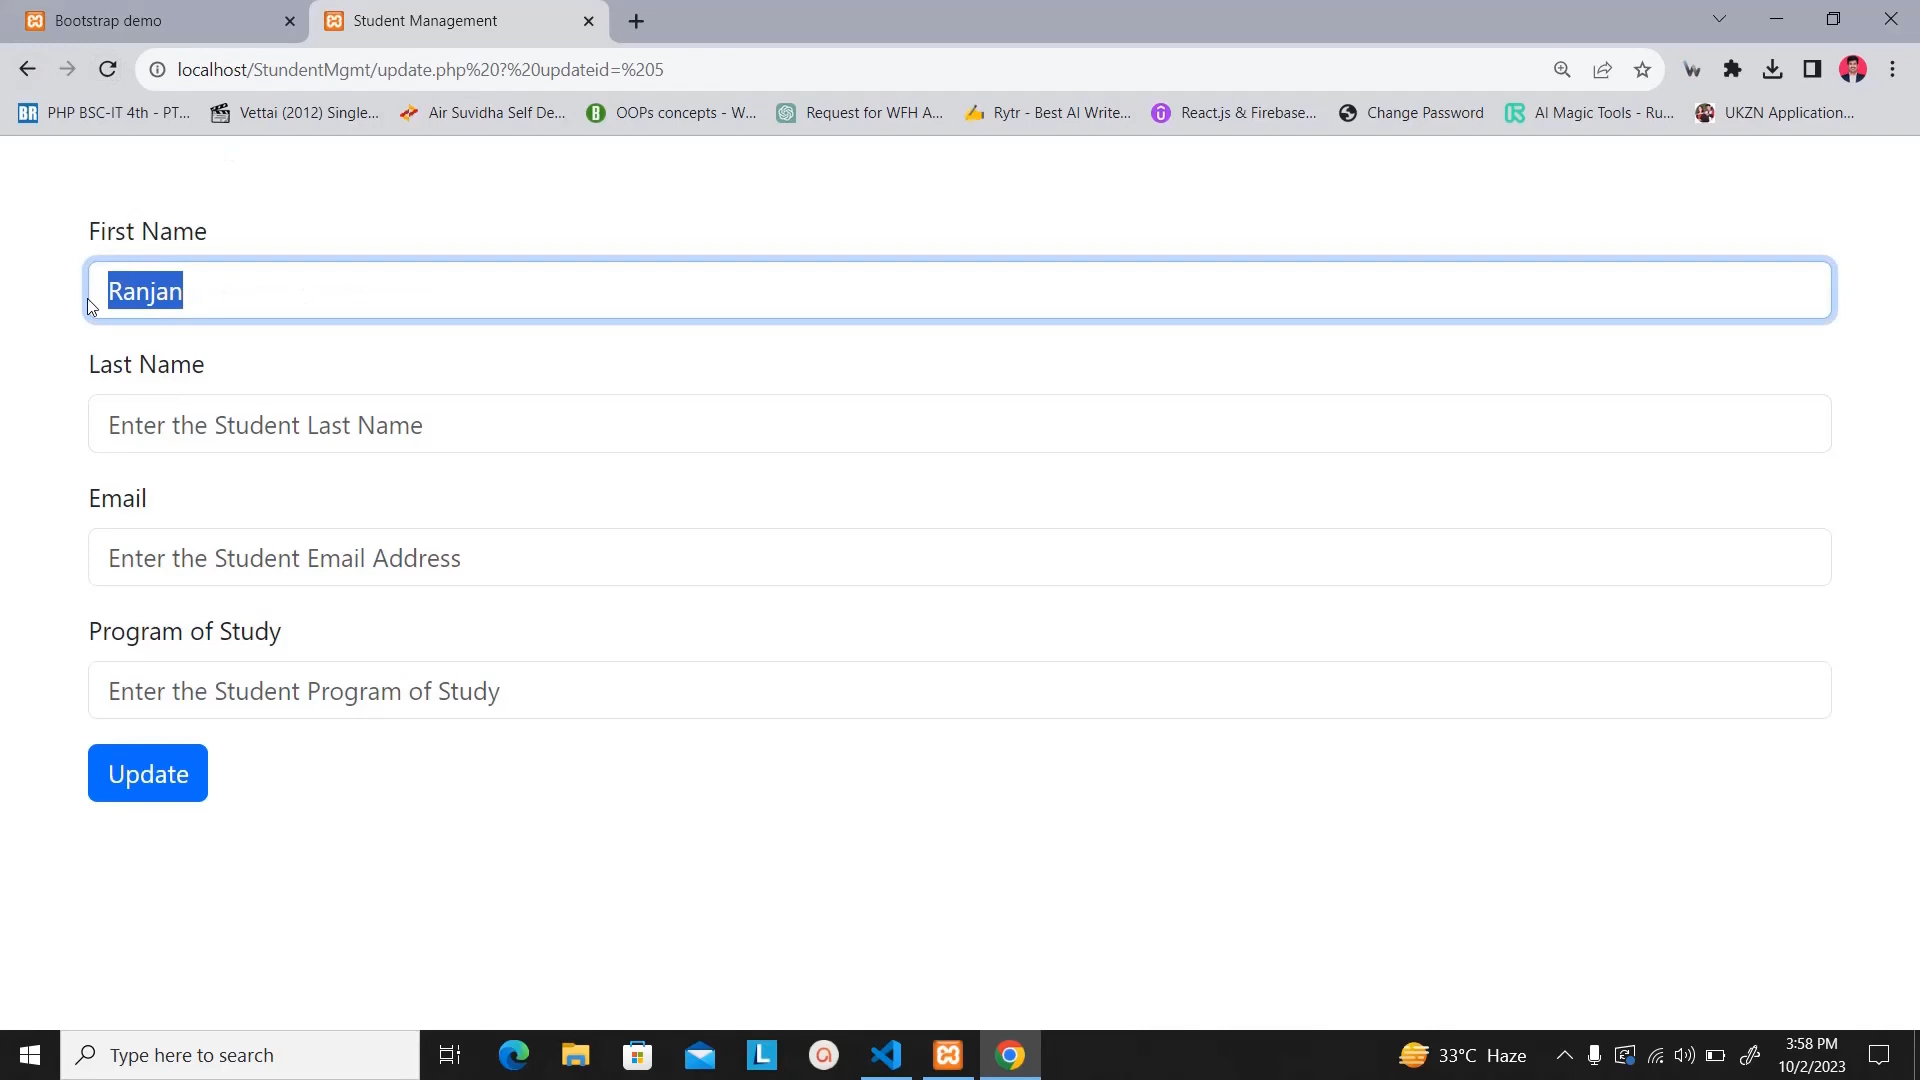 Bootstrap demo
Student Management
localhost/StundentMgmt/update.php%20?%20updateid=%205
BR PHP BSC-IT 4th - PT...
Vettai (2012) Single...
Air Suvidha Self De...
B OOPs concepts - W...
Request for WFH A...
Rytr - Best AI Write...
React.js & Firebase...
Change Password
AI Magic Tools - Ru...
UKZN Application...
First Name
Ranjan
Last Name
Enter the Student Last Name
Email
Enter the Student Email Address
Program of Study
Enter the Student Program of Study
Update
Type here to search
L
33°C Haze
3:58 PM
10/2/2023